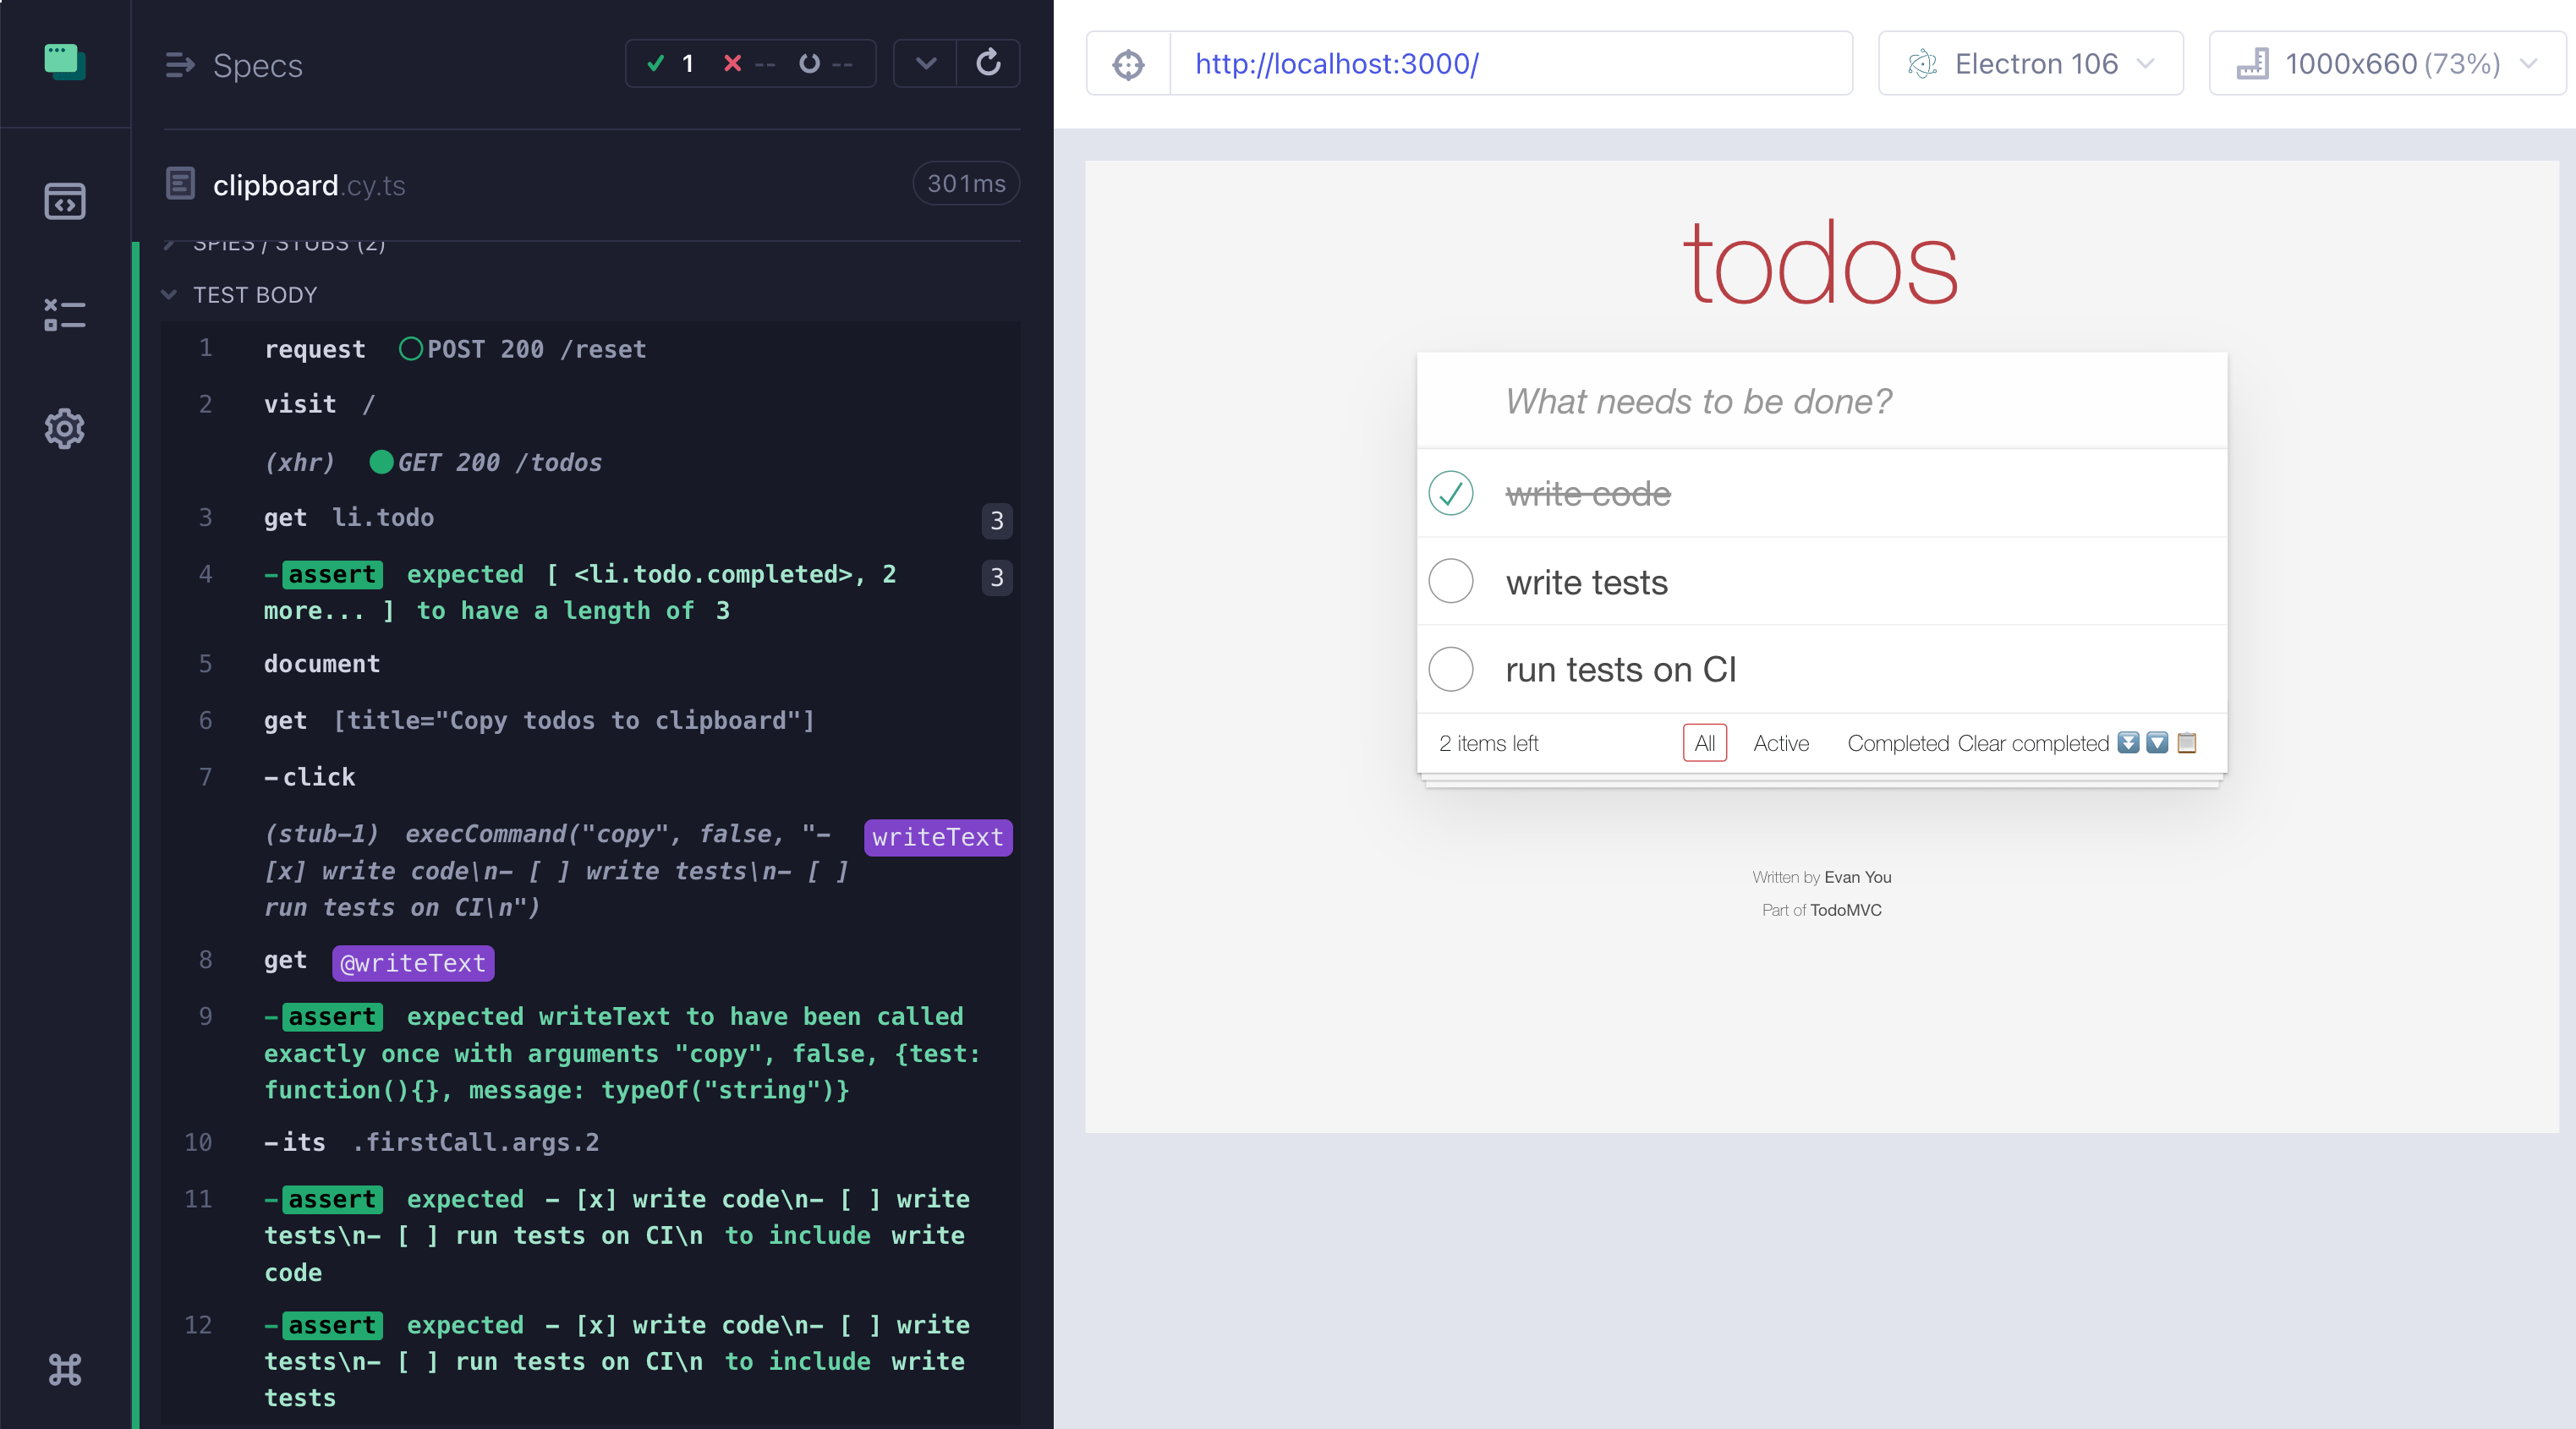 Specs
1 -- --
clipboard.cy.ts 301ms
SPIES / STUBS (2)
TEST BODY
1 request POST 200 /reset
2 visit /
(xhr) GET 200 /todos
3 get li.todo 3
4 -assert expected [ <li.todo.completed>, 2 3
more... ] to have a length of 3
5 document
6 get [title="Copy todos to clipboard"]
7 -click
(stub-1) execCommand("copy", false, "- writeText
[x] write code\n- [ ] write tests\n- [ ]
run tests on CI\n")
8 get @writeText
9 -assert expected writeText to have been called
exactly once with arguments "copy", false, {test:
function(){}, message: typeOf("string")}
10 -its .firstCall.args.2
11 -assert expected - [x] write code\n- [ ] write
tests\n- [ ] run tests on CI\n to include write
code
12 -assert expected - [x] write code\n- [ ] write
tests\n- [ ] run tests on CI\n to include write
tests
http://localhost:3000/ Electron 106 1000x660 (73%)
todos
What needs to be done?
write code
write tests
run tests on CI
2 items left All Active Completed Clear completed
Written by Evan You
Part of TodoMVC